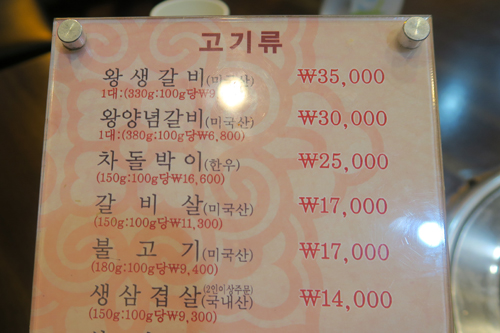 고기류
왕생갈비(미국산) ₩35,000
1대:(330g:100g당₩9
왕양념갈비(미국산) ₩30,000
1대:(380g:100g당₩6,800)
차돌박이(한우) ₩25,000
(150g:100g당₩16,600)
갈비살(미국산) ₩17,000
(150g:100g당₩11,300)
불고기(미국산) ₩17,000
(180g:100g당₩9,400)
생삼겹살(2인이상주문)국내산) ₩14,000
(150g:100g당₩9,300)